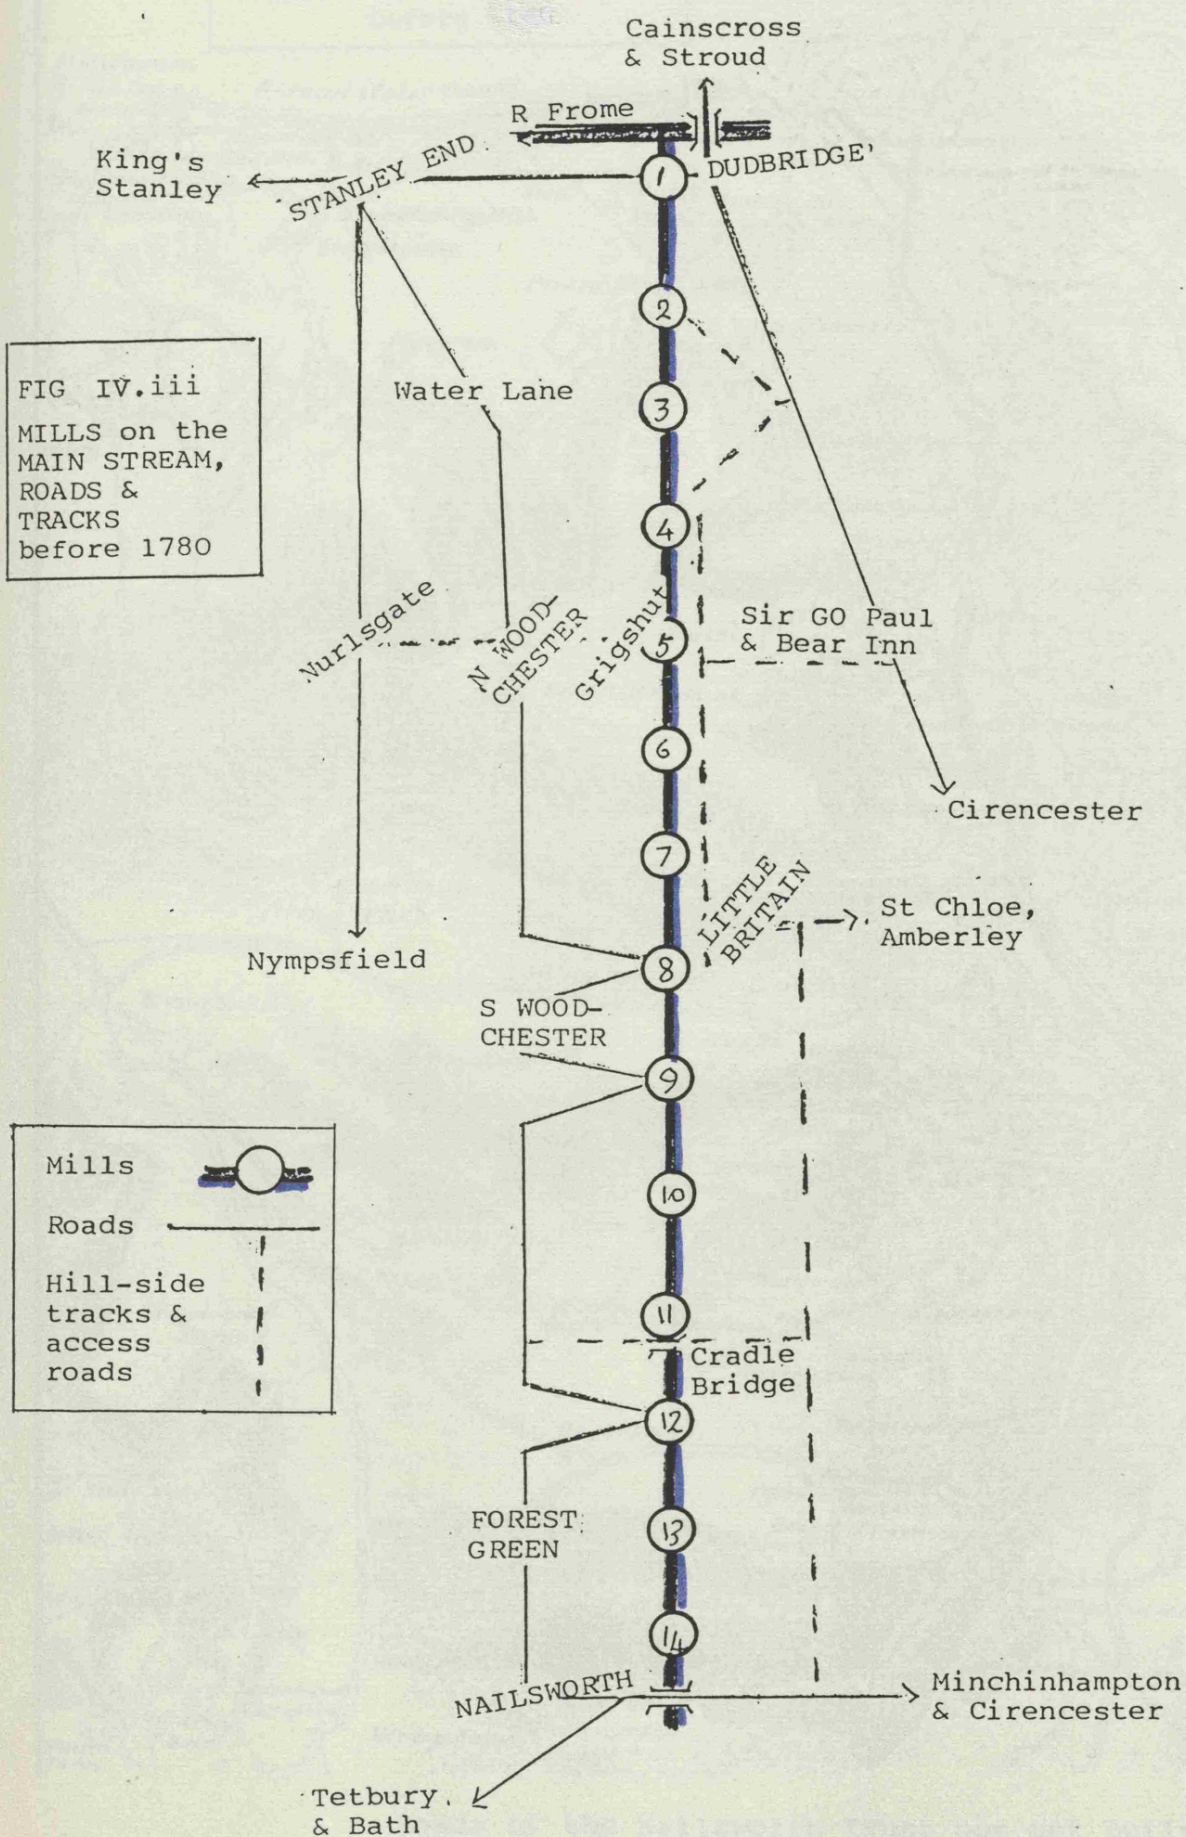 Cainscross
& Stroud
R Frome
King's
Stanley
STANLEY END
1
DUDBRIDGE
2
FIG IV.iii
MILLS on the
MAIN STREAM,
ROADS &
TRACKS
before 1780
Water Lane
3
4
Nurlsgate
N WOOD-
CHESTER
Grigshut
5
Sir GO Paul
& Bear Inn
6
Cirencester
7
LITTLE
BRITAIN
St Chloe,
Amberley
Nympsfield
8
S WOOD-
CHESTER
9
Mills
Roads
Hill-side
tracks &
access
roads
10
11
Cradle
Bridge
12
FOREST
GREEN
13
14
NAILSWORTH
Minchinhampton
& Cirencester
Tetbury
& Bath